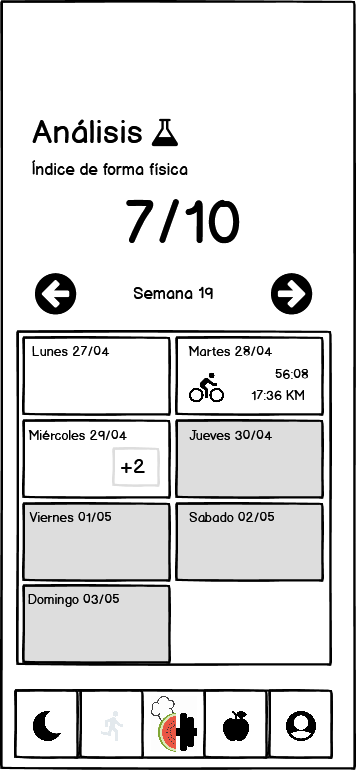 Análisis
Índice de forma física
7/10
Semana 19
Lunes 27/04
Martes 28/04
56:08
17:36 KM
Miércoles 29/04
+2
Jueves 30/04
Viernes 01/05
Sabado 02/05
Domingo 03/05